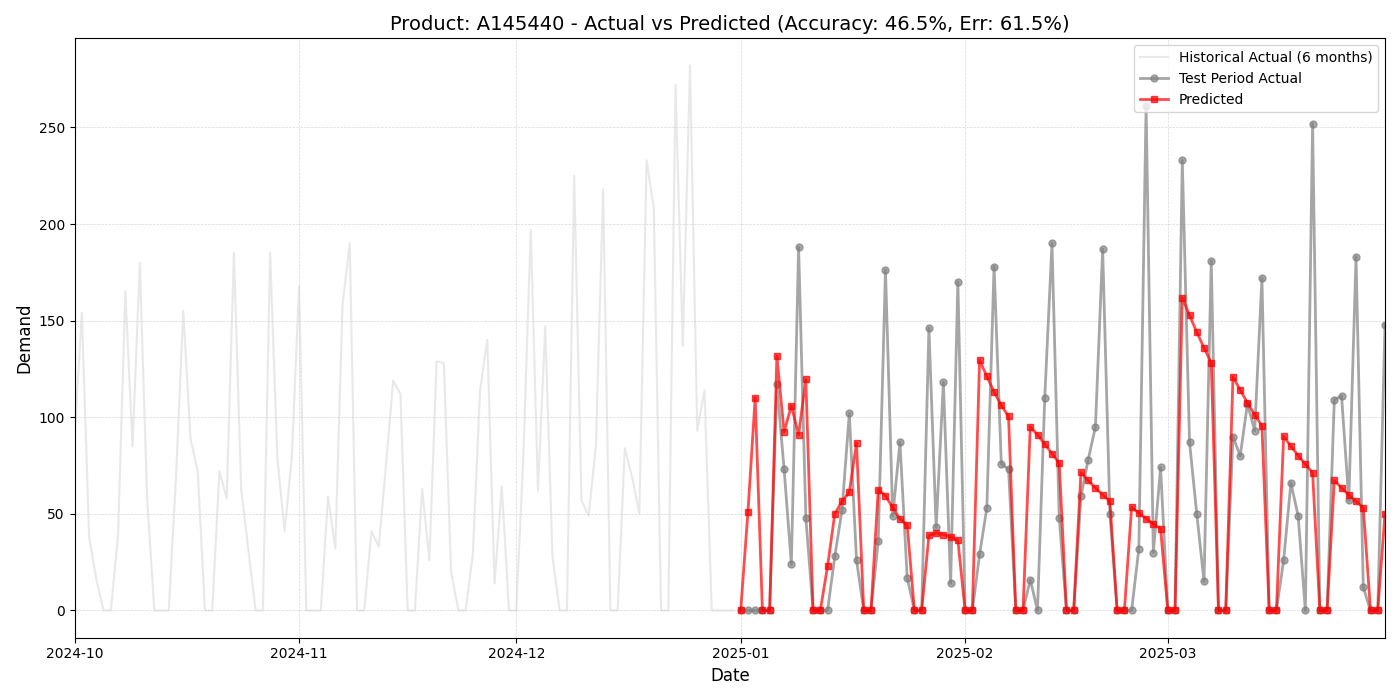 Product: A145440 - Actual vs Predicted (Accuracy: 46.5%, Err: 61.5%)
Historical Actual (6 months)
Test Period Actual
Predicted
Demand
250
200
150
100
50
0
2024-10
2024-11
2024-12
2025-01
2025-02
2025-03
Date